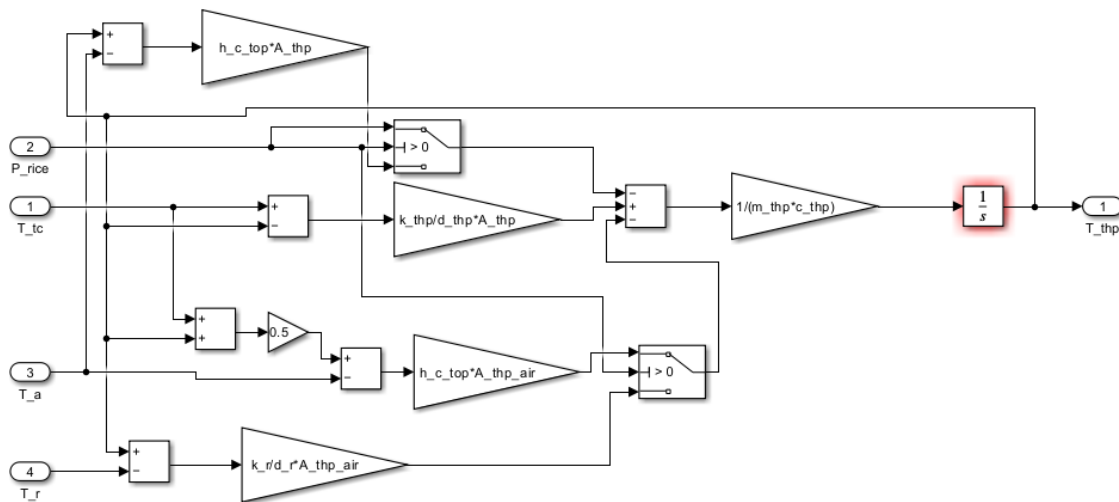 +
−
h_c_top*A_thp
2
P_rice
> 0
1
T_tc
+
−
k_thp/d_thp*A_thp
−
+
−
1/(m_thp*c_thp)
1
s
1
T_thp
+
+
0.5
+
−
h_c_top*A_thp_air
> 0
3
T_a
+
−
k_r/d_r*A_thp_air
4
T_r